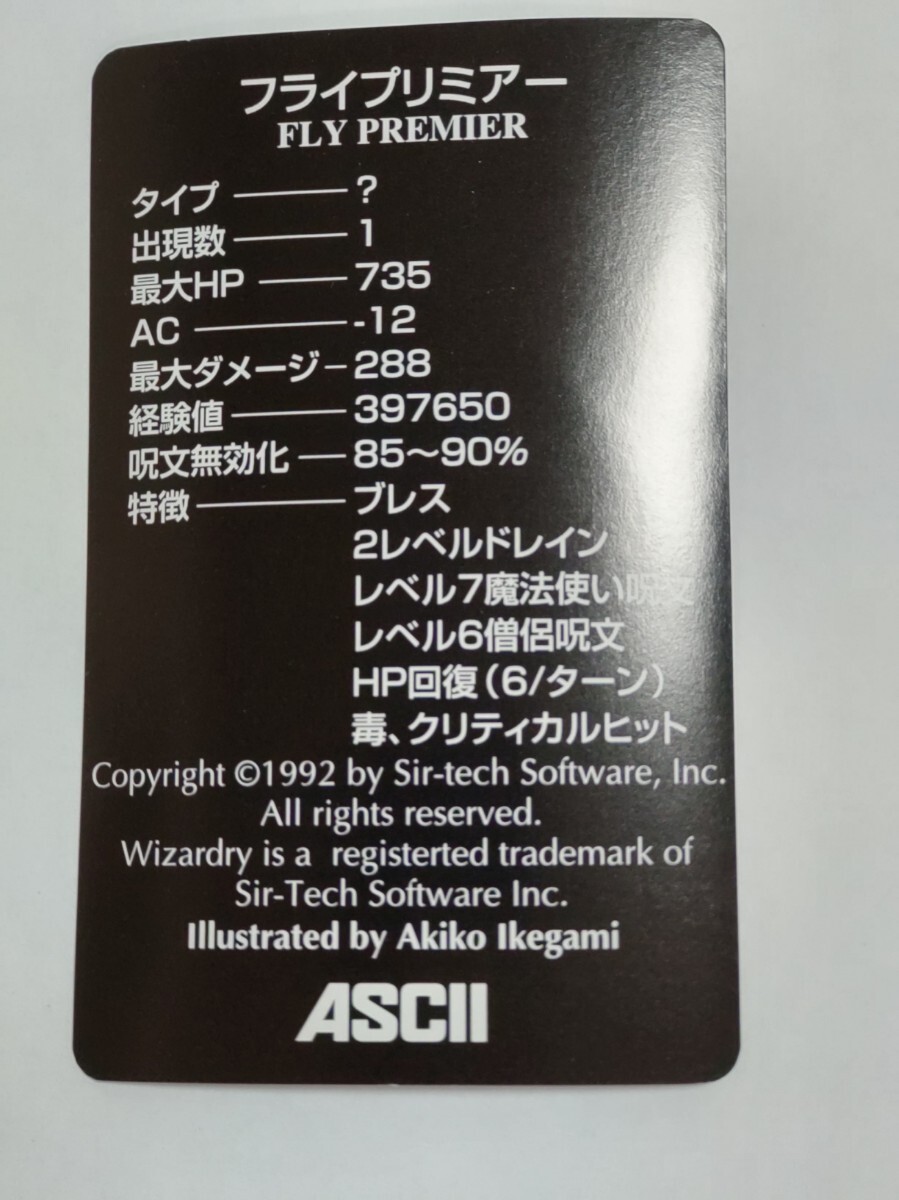 フライプリミアー
FLY PREMIER
タイプ ― ?
出現数 ― 1
最大HP ― 735
AC ― -12
最大ダメージ ― 288
経験値 ― 397650
呪文無効化 ― 85〜90%
特徴 ― ブレス
2レベルドレイン
レベル7魔法使い呪文
レベル6僧侶呪文
HP回復(6/ターン)
毒、クリティカルヒット
Copyright ©1992 by Sir-tech Software, Inc.
All rights reserved.
Wizardry is a registerted trademark of
Sir-Tech Software Inc.
Illustrated by Akiko Ikegami
ASCII